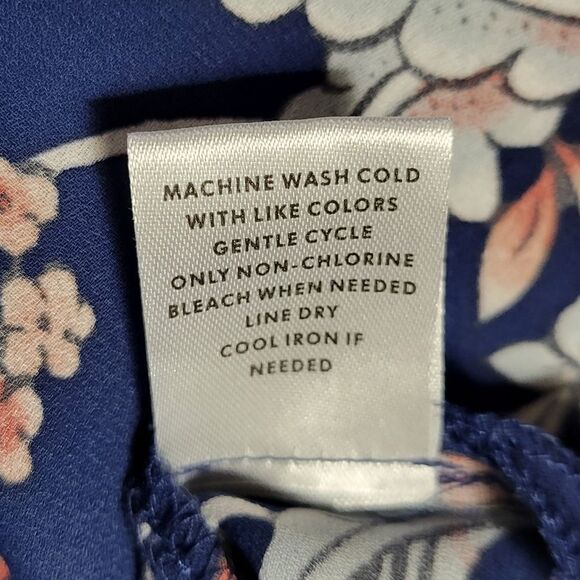 MACHINE WASH COLD
WITH LIKE COLORS
GENTLE CYCLE
ONLY NON-CHLORINE
BLEACH WHEN NEEDED
LINE DRY
COOL IRON IF
NEEDED